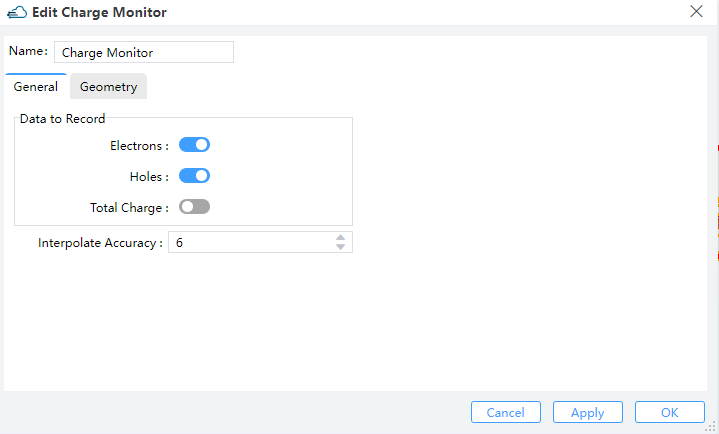 Edit Charge Monitor
Name: Charge Monitor
General Geometry
Data to Record
Electrons :
Holes :
Total Charge :
Interpolate Accuracy : 6
Cancel Apply OK